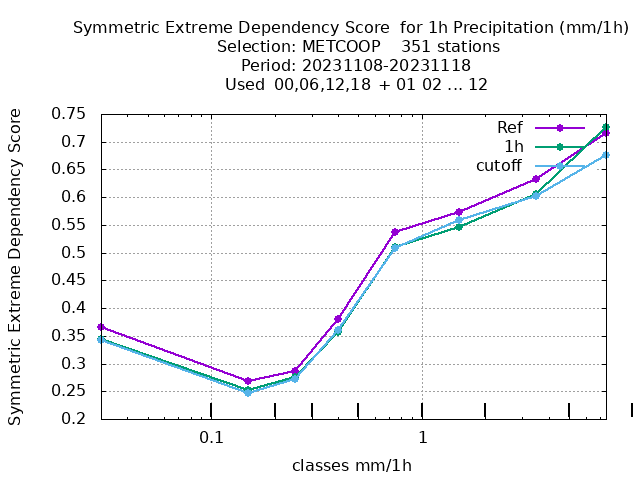 Symmetric Extreme Dependency Score  for 1h Precipitation (mm/1h)
Selection: METCOOP    351 stations
Period: 20231108-20231118
Used  00,06,12,18 + 01 02 ... 12
Symmetric Extreme Dependency Score
0.75
0.7
0.65
0.6
0.55
0.5
0.45
0.4
0.35
0.3
0.25
0.2
Ref
1h
cutoff
0.1
1
classes mm/1h